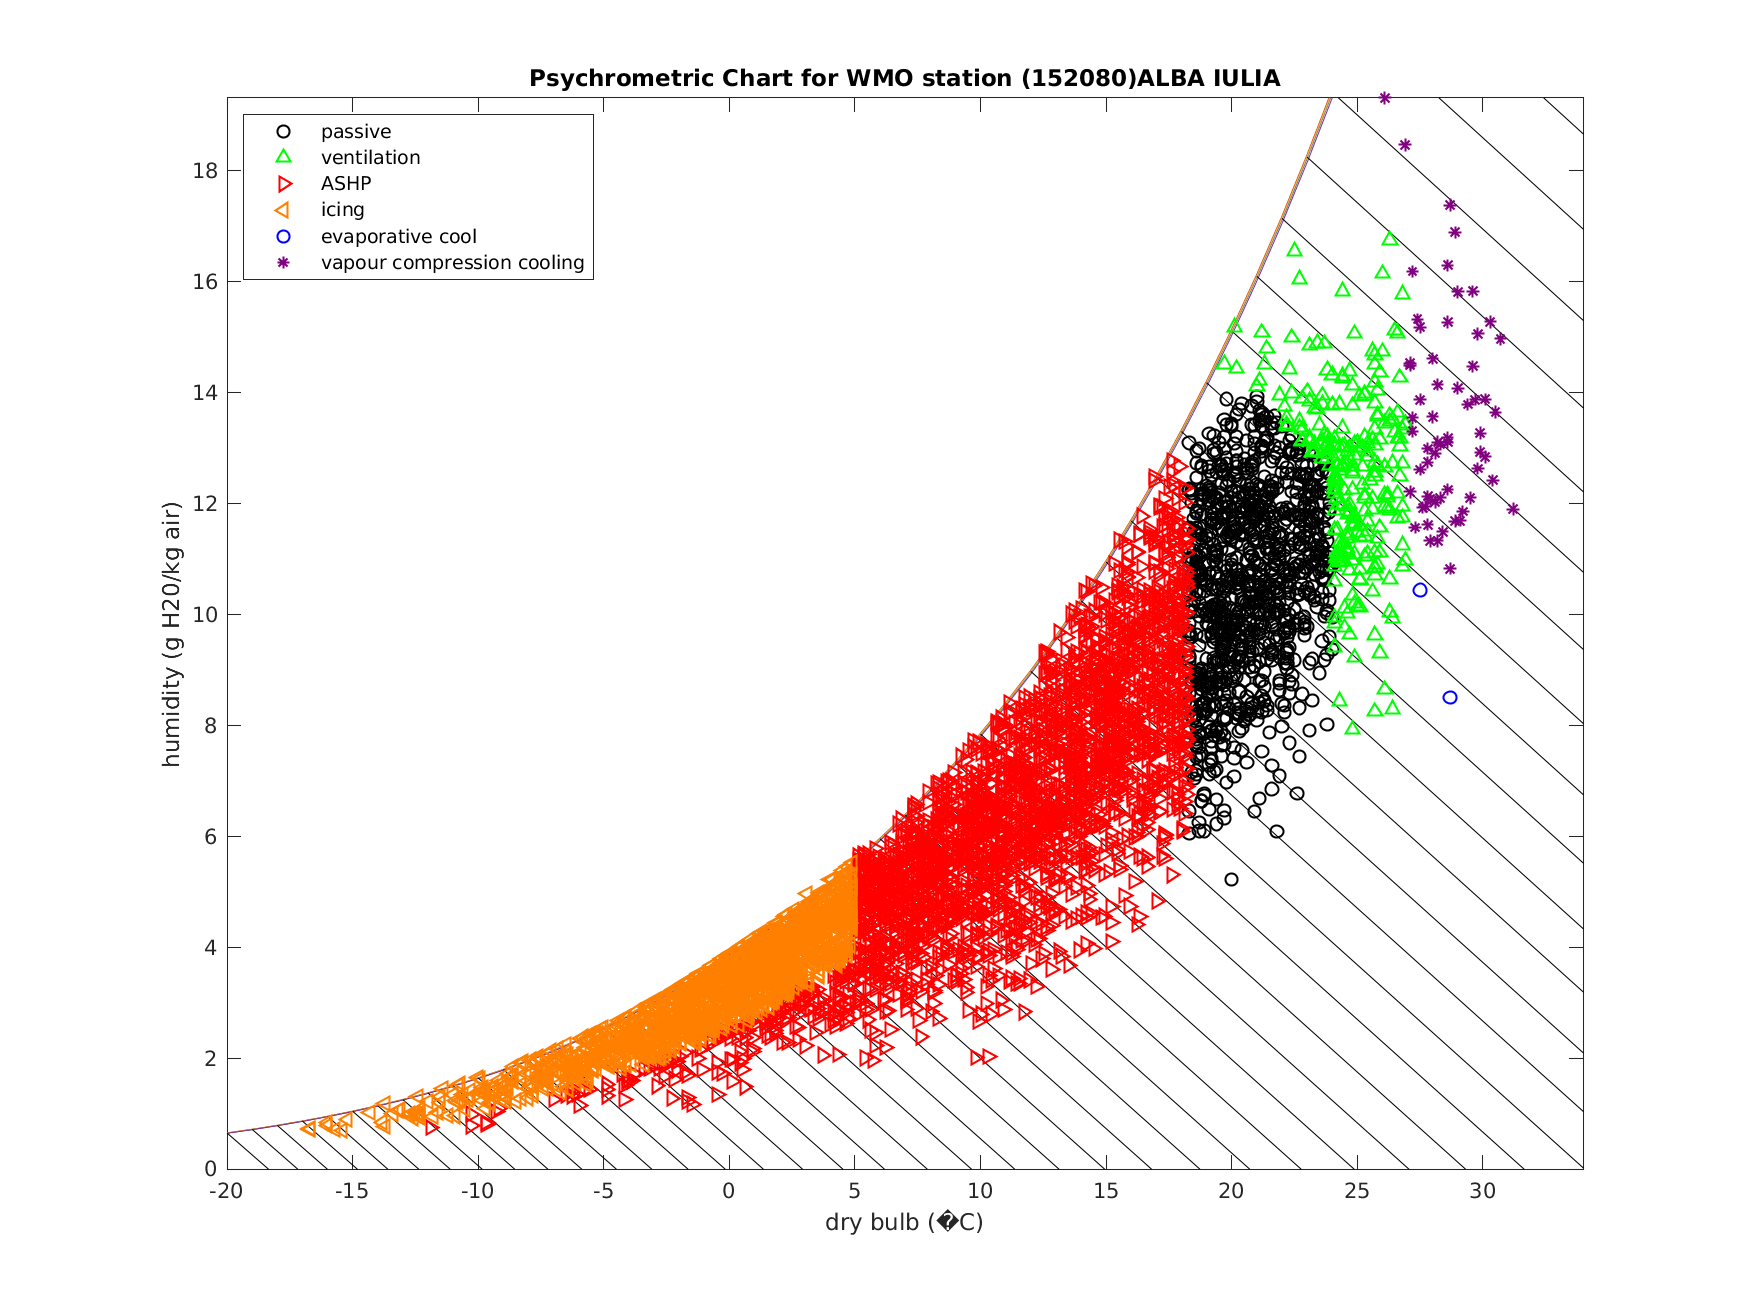 Psychrometric Chart for WMO station (152080)ALBA IULIA
passive
ventilation
ASHP
icing
evaporative cool
vapour compression cooling
humidity (g H20/kg air)
18
16
14
12
10
8
6
4
2
0
-20 -15 -10 -5 0 5 10 15 20 25 30
dry bulb (�C)